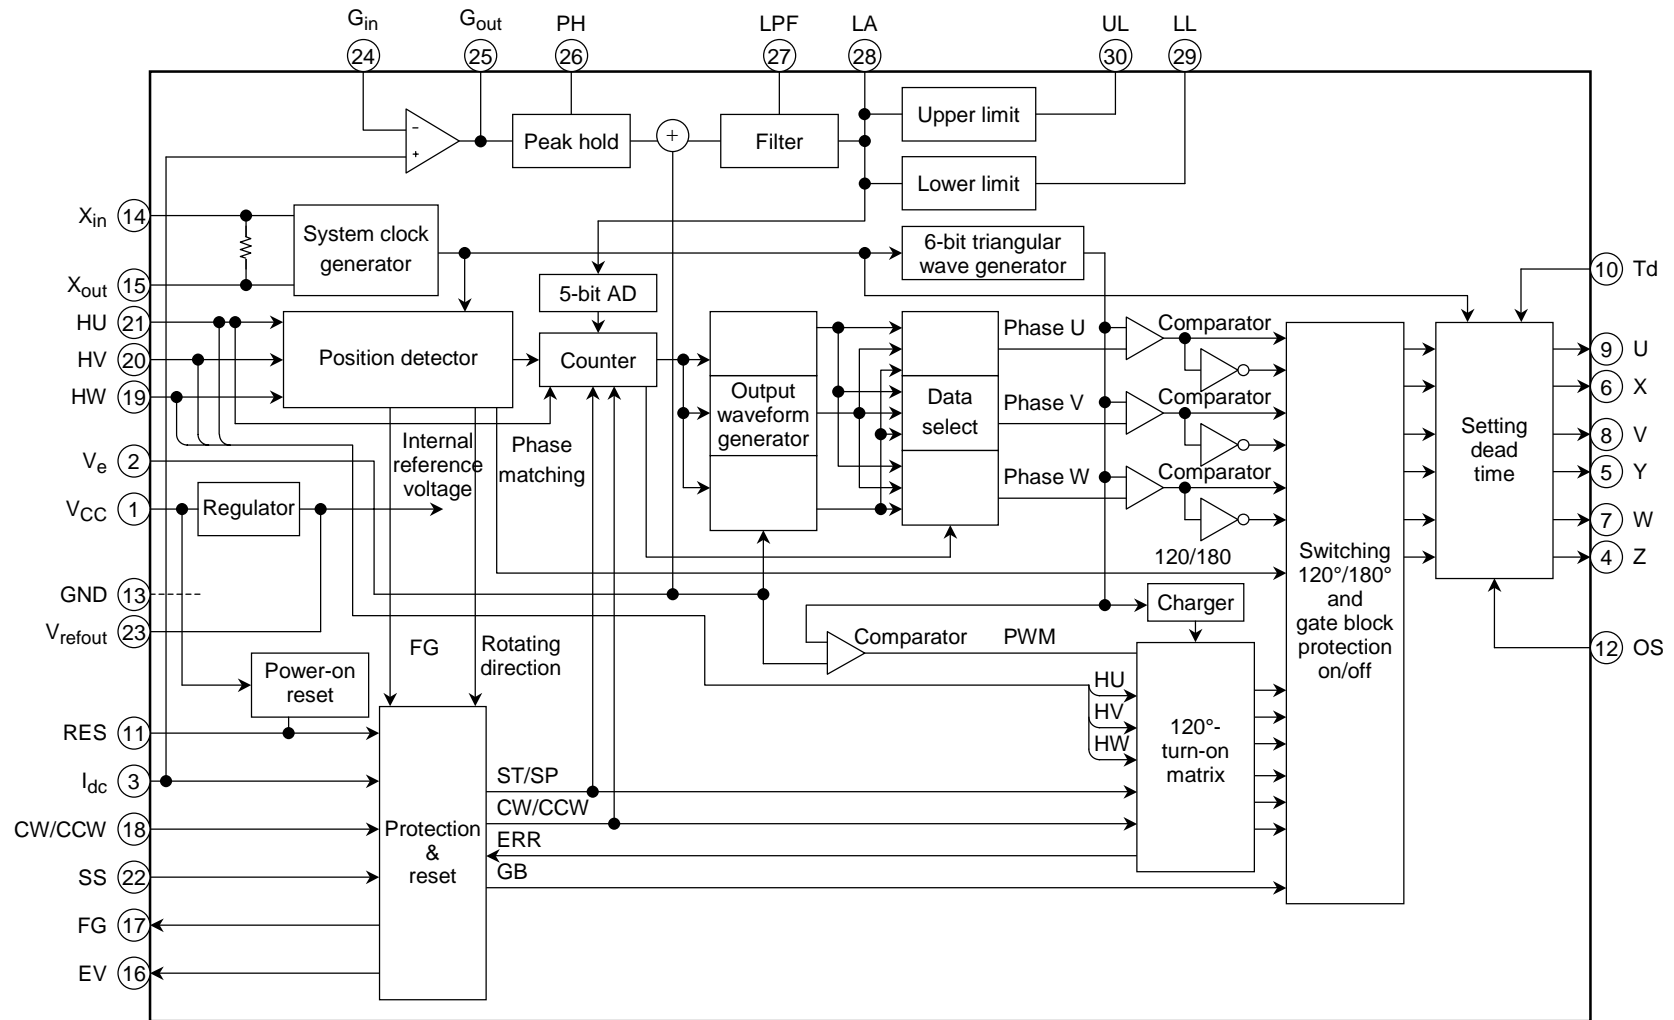 Gin
Gout
PH
LPF
LA
UL
LL
24
25
26
27
28
30
29
−
+
Peak hold
+
Filter
Upper limit
Lower limit
Xin 14
System clock
generator
6-bit triangular
wave generator
10 Td
Xout 15
5-bit AD
HU 21
HV 20
HW 19
Position detector
Counter
Output
waveform
generator
Data
select
Phase U
Phase V
Phase W
Comparator
Comparator
Comparator
Setting
dead
time
9 U
6 X
8 V
5 Y
7 W
4 Z
12 OS
Internal
reference
voltage
Phase
matching
Ve 2
VCC 1
Regulator
120/180
Switching
120°/180°
and
gate block
protection
on/off
GND 13
Vrefout 23
Charger
FG
Rotating
direction
Comparator
PWM
Power-on
reset
HU
HV
HW
120°-
turn-on
matrix
RES 11
Idc 3
CW/CCW 18
SS 22
FG 17
EV 16
Protection
&
reset
ST/SP
CW/CCW
ERR
GB